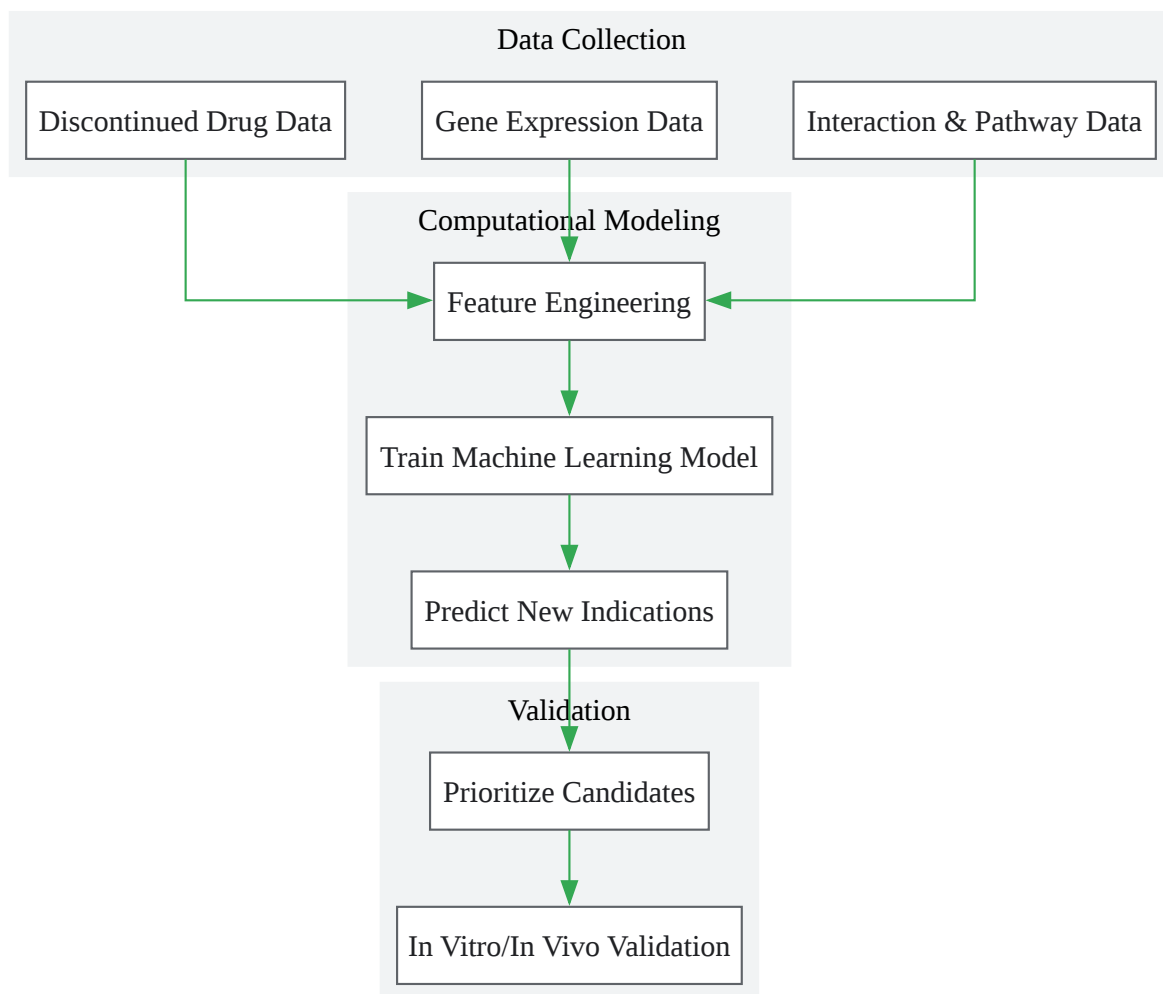 Data Collection
Discontinued Drug Data
Gene Expression Data
Interaction & Pathway Data
Computational Modeling
Feature Engineering
Train Machine Learning Model
Predict New Indications
Validation
Prioritize Candidates
In Vitro/In Vivo Validation